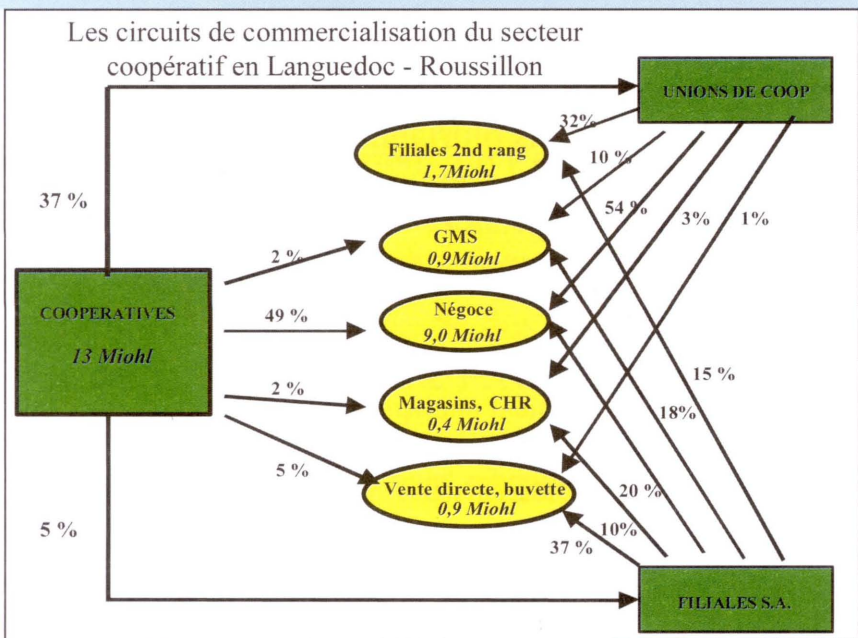 Les circuits de commercialisation du secteur
coopératif en Languedoc - Roussillon
UNIONS DE COOP
32%
Filiales 2nd rang
1,7Miohl
10 %
37 %
54 %
3%
1%
GMS
0,9Miohl
2 %
COOPERATIVES
13 Miohl
49 %
Négoce
9,0 Miohl
2 %
15 %
Magasins, CHR
0,4 Miohl
18%
5 %
Vente directe, buvette
0,9 Miohl
20 %
5 %
10%
37 %
FILIALES S.A.